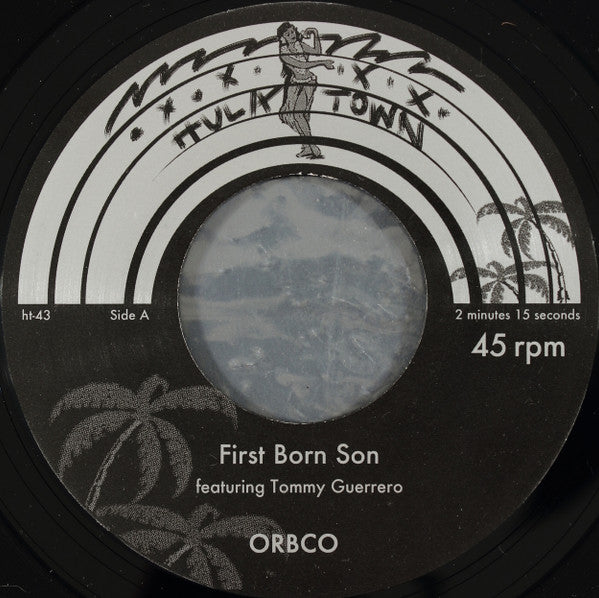 HULA TOWN
ht-43 Side A 2 minutes 15 seconds
45 rpm
First Born Son
featuring Tommy Guerrero
ORBCO